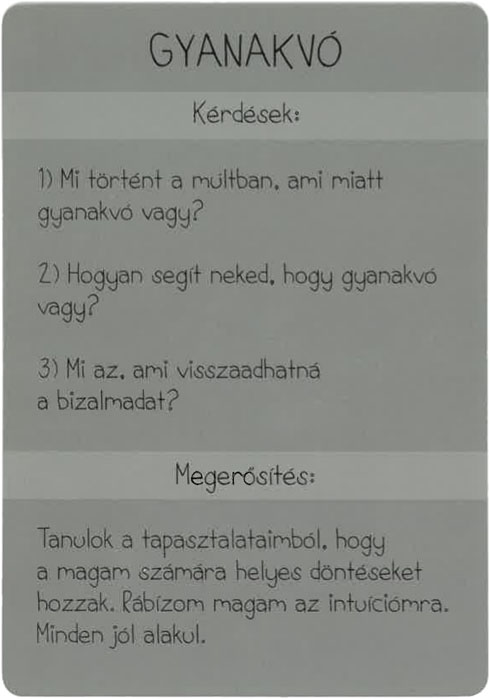 GYANAKVÓ
Kérdések:
1) Mi történt a múltban, ami miatt
gyanakvó vagy?
2) Hogyan segít neked, hogy gyanakvó
vagy?
3) Mi az, ami visszaadhatná
a bizalmadat?
Megerősítés:
Tanulok a tapasztalataimból, hogy
a magam számára helyes döntéseket
hozzak. Rábízom magam az intuíciómra.
Minden jól alakul.